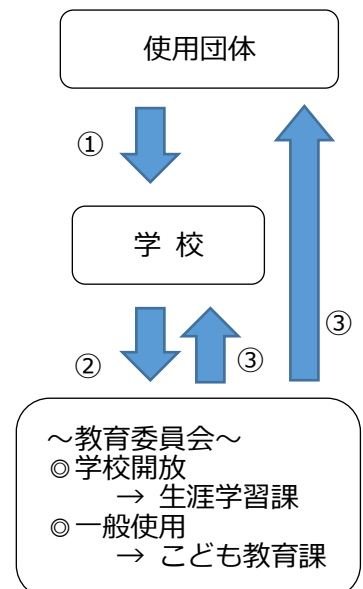 使用団体
①
学 校
②
③
③
～教育委員会～
◎学校開放
→ 生涯学習課
◎一般使用
→ こども教育課